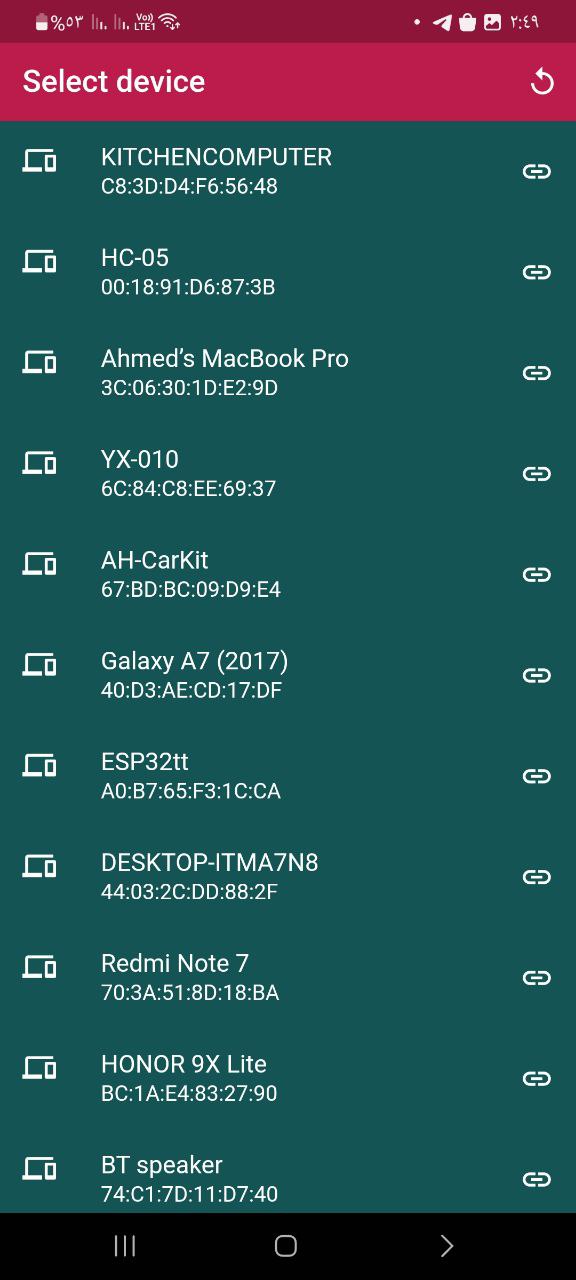 %٥٣ Vo)) LTE1 ٢:٤٩
Select device
KITCHENCOMPUTER
C8:3D:D4:F6:56:48
HC-05
00:18:91:D6:87:3B
Ahmed’s MacBook Pro
3C:06:30:1D:E2:9D
YX-010
6C:84:C8:EE:69:37
AH-CarKit
67:BD:BC:09:D9:E4
Galaxy A7 (2017)
40:D3:AE:CD:17:DF
ESP32tt
A0:B7:65:F3:1C:CA
DESKTOP-ITMA7N8
44:03:2C:DD:88:2F
Redmi Note 7
70:3A:51:8D:18:BA
HONOR 9X Lite
BC:1A:E4:83:27:90
BT speaker
74:C1:7D:11:D7:40